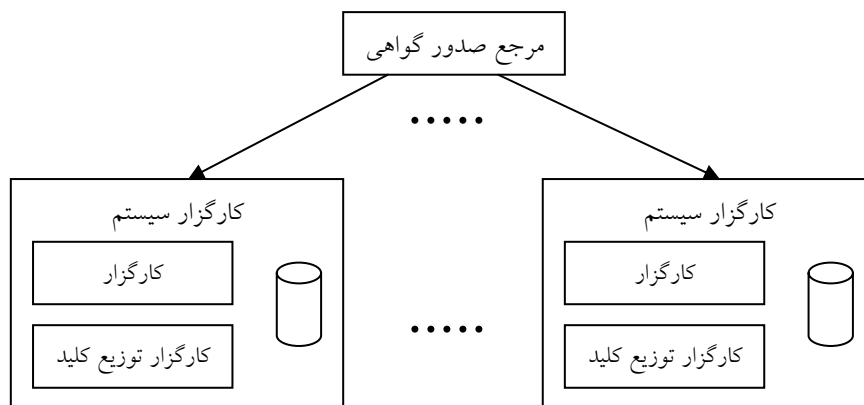 مرجع صدور گواهی
.....
کارگزار سیستم
کارگزار
کارگزار توزیع کلید
.....
کارگزار سیستم
کارگزار
کارگزار توزیع کلید